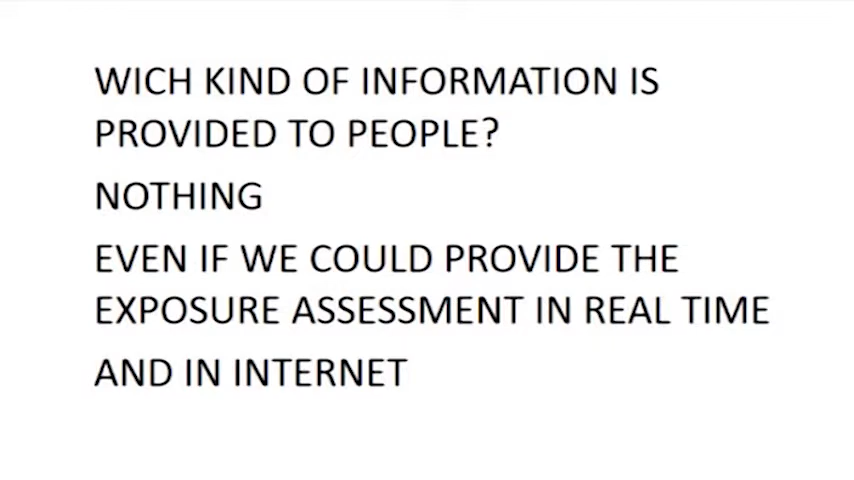 WICH KIND OF INFORMATION IS
PROVIDED TO PEOPLE?
NOTHING
EVEN IF WE COULD PROVIDE THE
EXPOSURE ASSESSMENT IN REAL TIME
AND IN INTERNET